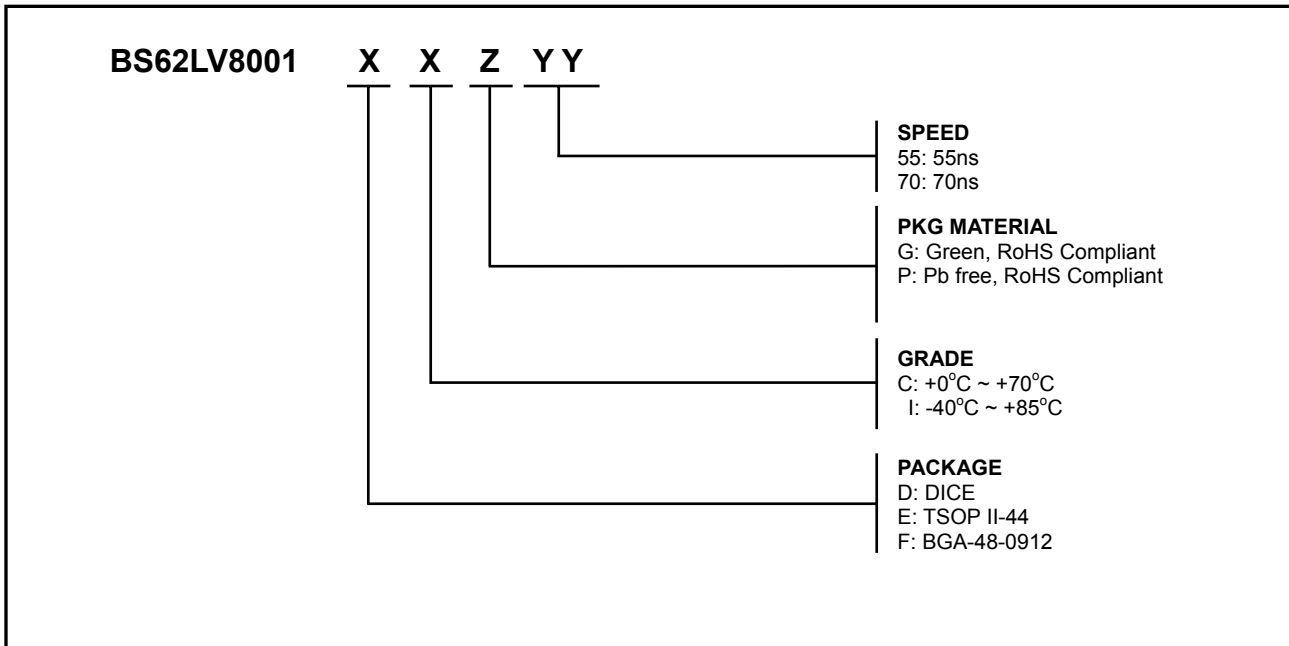 BS62LV8001 X X Z Y Y
SPEED
55: 55ns
70: 70ns
PKG MATERIAL
G: Green, RoHS Compliant
P: Pb free, RoHS Compliant
GRADE
C: +0°C ~ +70°C
I: -40°C ~ +85°C
PACKAGE
D: DICE
E: TSOP II-44
F: BGA-48-0912